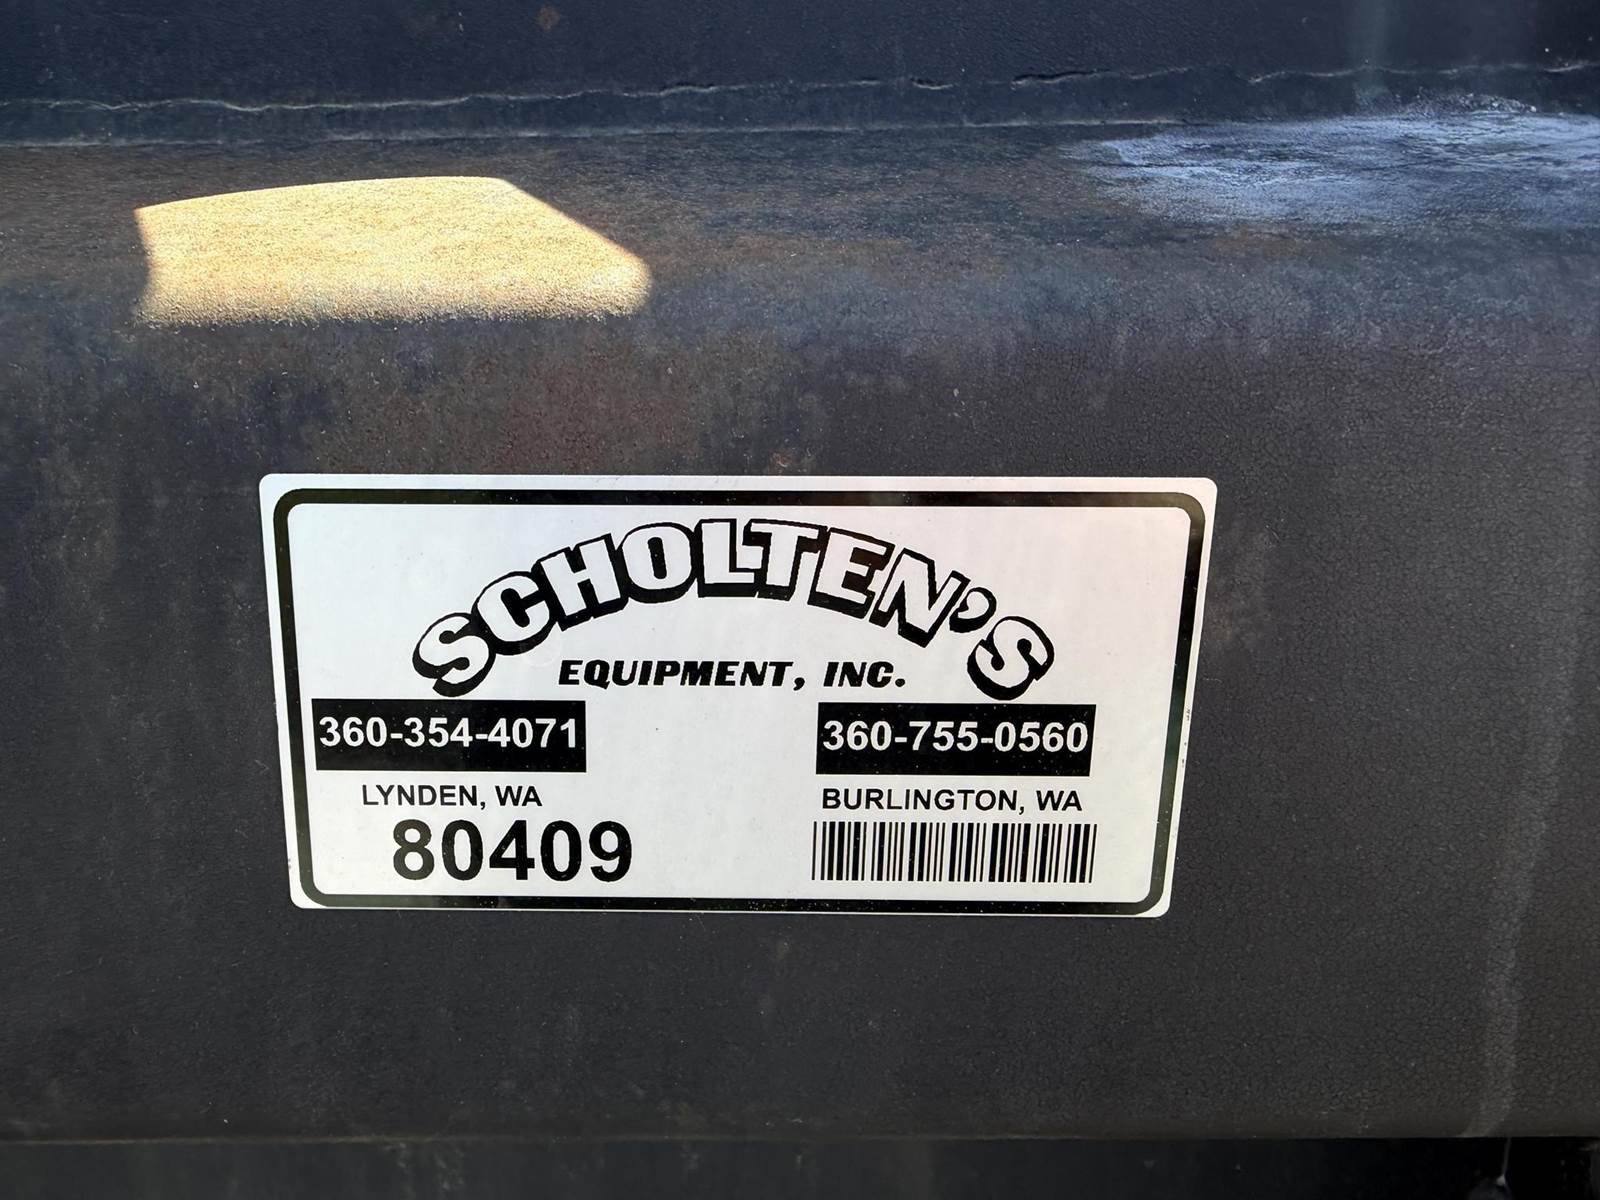 SCHOLTEN'S
EQUIPMENT, INC.
360-354-4071 360-755-0560
LYNDEN, WA BURLINGTON, WA
80409